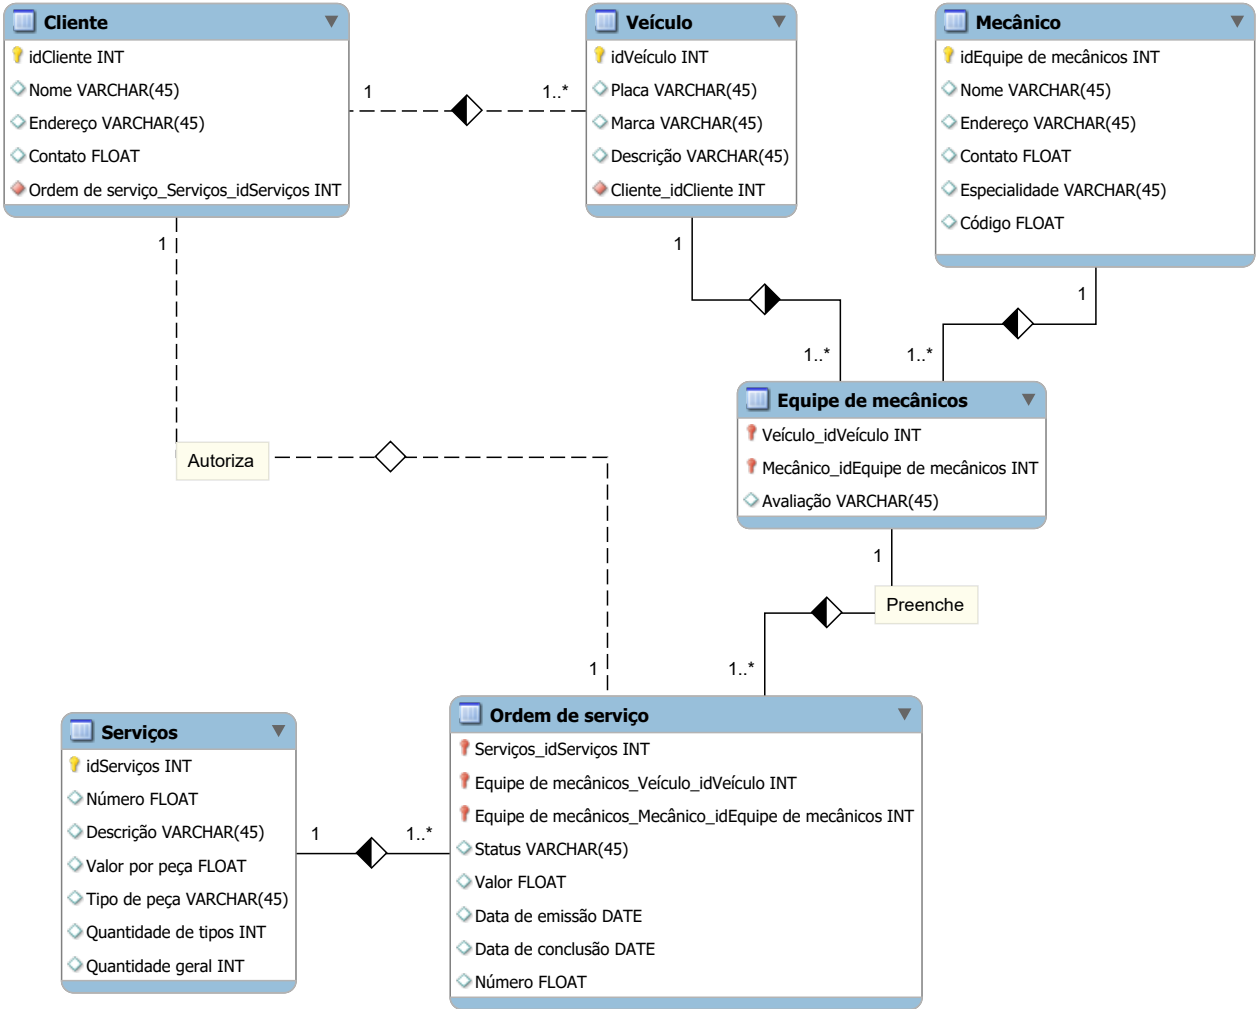 Cliente
idCliente INT
Nome VARCHAR(45)
Endereço VARCHAR(45)
Contato FLOAT
Ordem de serviço_Serviços_idServiços INT
1
1..*
Veículo
idVeículo INT
Placa VARCHAR(45)
Marca VARCHAR(45)
Descrição VARCHAR(45)
Cliente_idCliente INT
Mecânico
idEquipe de mecânicos INT
Nome VARCHAR(45)
Endereço VARCHAR(45)
Contato FLOAT
Especialidade VARCHAR(45)
Código FLOAT
1
1
1
1..*
1..*
Equipe de mecânicos
Veículo_idVeículo INT
Mecânico_idEquipe de mecânicos INT
Avaliação VARCHAR(45)
Autoriza
1
Preenche
1
1..*
Serviços
idServiços INT
Número FLOAT
Descrição VARCHAR(45)
Valor por peça FLOAT
Tipo de peça VARCHAR(45)
Quantidade de tipos INT
Quantidade geral INT
1
1..*
Ordem de serviço
Serviços_idServiços INT
Equipe de mecânicos_Veículo_idVeículo INT
Equipe de mecânicos_Mecânico_idEquipe de mecânicos INT
Status VARCHAR(45)
Valor FLOAT
Data de emissão DATE
Data de conclusão DATE
Número FLOAT